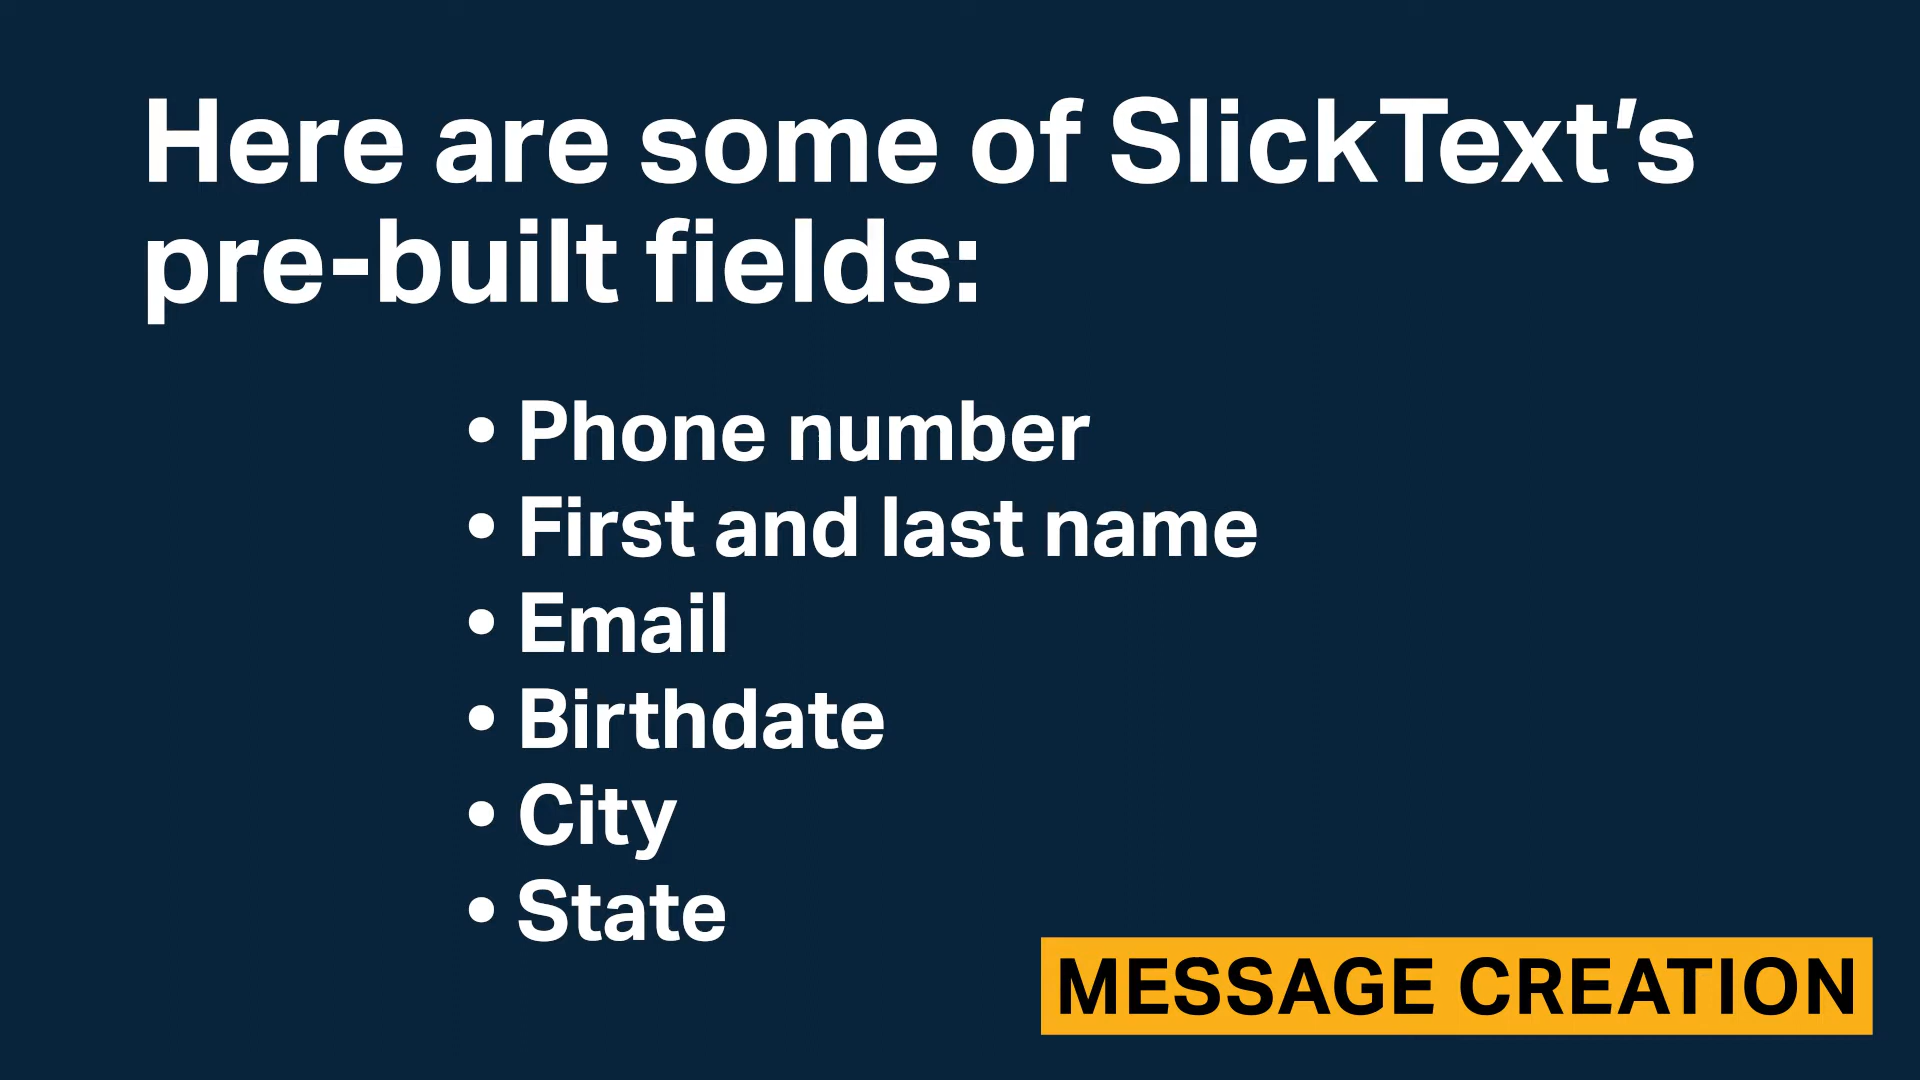 Here are some of SlickText’s
pre-built fields:
• Phone number
• First and last name
• Email
• Birthdate
• City
• State
MESSAGE CREATION